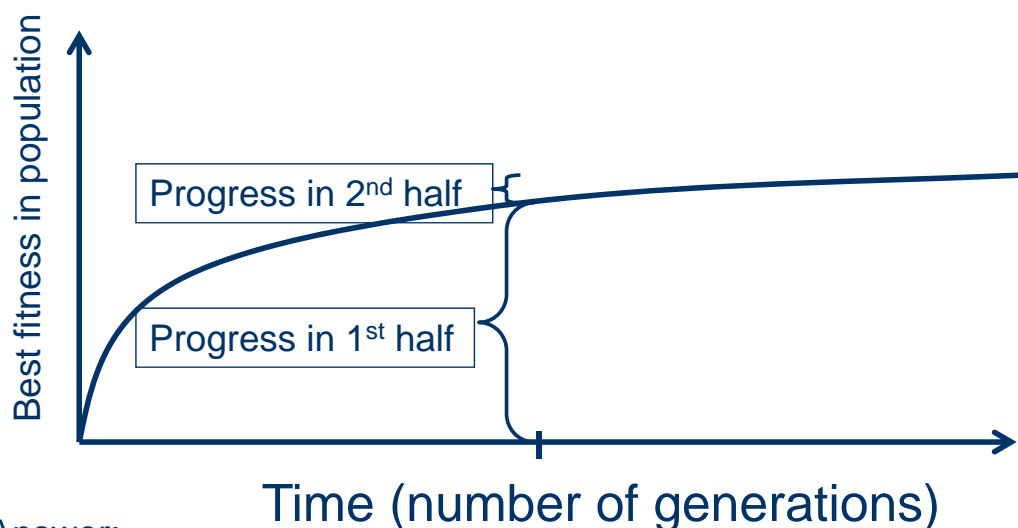 Best fitness in population
Progress in 2nd half
Progress in 1st half
Time (number of generations)